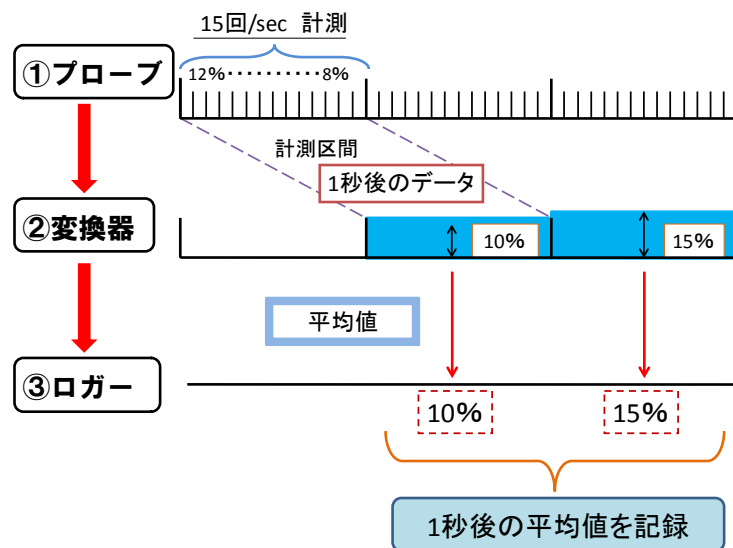 15回/sec 計測
①プローブ
12%・・・・・・・・・・8%
計測区間
1秒後のデータ
②変換器
10%
15%
平均値
③ロガー
10%
15%
1秒後の平均値を記録